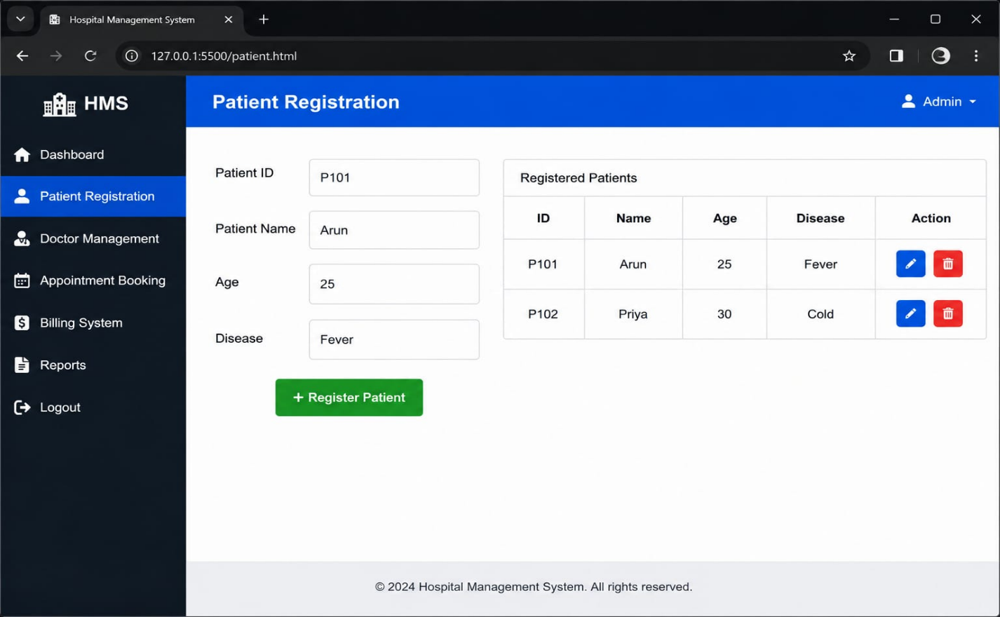 Hospital Management System
127.0.0.1:5500/patient.html
HMS
Patient Registration
Admin
Dashboard
Patient Registration
Doctor Management
Appointment Booking
Billing System
Reports
Logout
Patient ID P101
Patient Name Arun
Age 25
Disease Fever
+ Register Patient
Registered Patients
ID Name Age Disease Action
P101 Arun 25 Fever
P102 Priya 30 Cold
© 2024 Hospital Management System. All rights reserved.